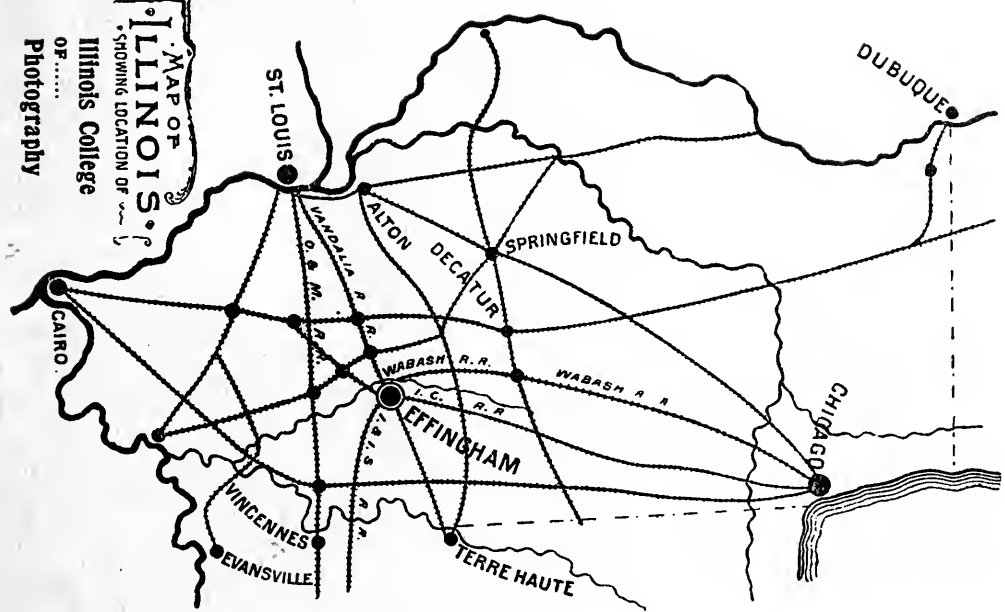 MAP OF
ILLINOIS
SHOWING LOCATION OF
Illinois College
OF ......
Photography
DUBUQUE
ST. LOUIS
ALTON
SPRINGFIELD
DECATUR
VANDALIA R. R.
O. & M. R. R.
WABASH R. R.
WABASH R R
I. C. R. R
CHICAGO
EFFINGHAM
I. & I. S R. R.
CAIRO.
VINCENNES
EVANSVILLE
TERRE HAUTE